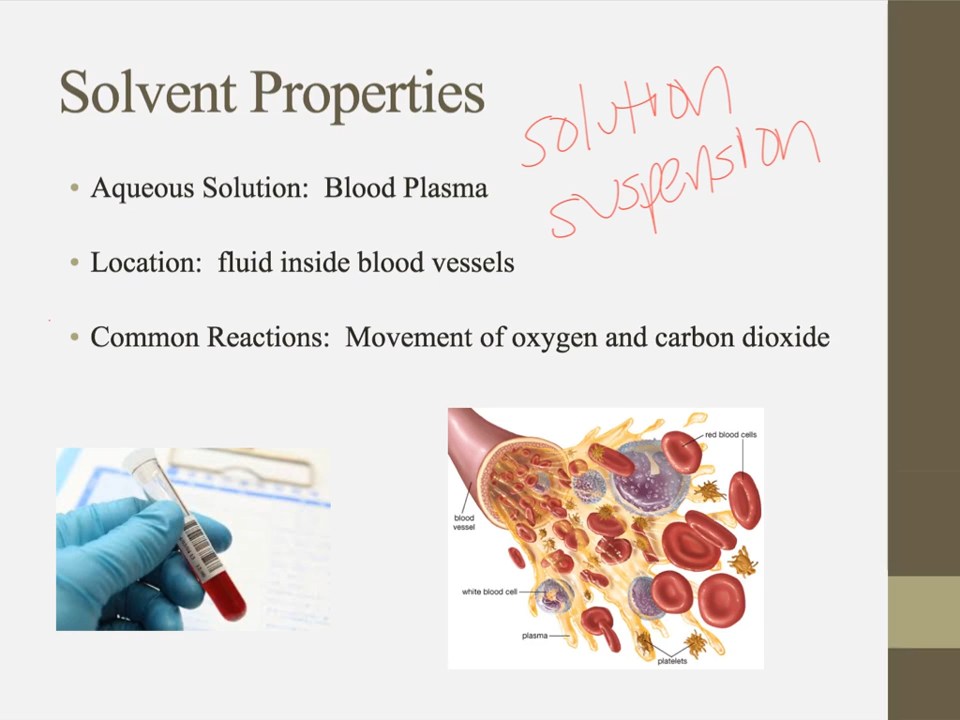 Solvent Properties
solution
suspension
• Aqueous Solution: Blood Plasma
• Location: fluid inside blood vessels
• Common Reactions: Movement of oxygen and carbon dioxide
red blood cells
blood
vessel
white blood cell
plasma
platelets